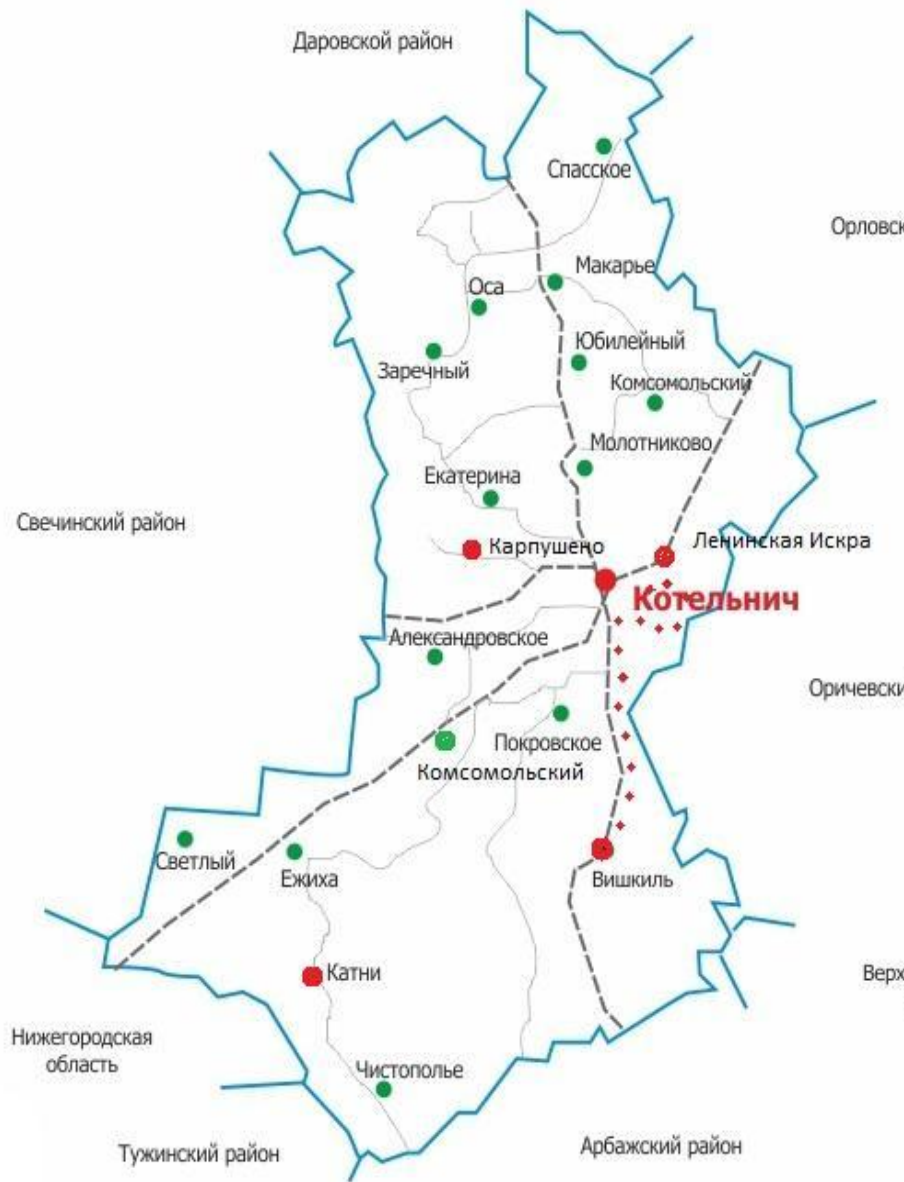 Даровской район
Спасское
Орловск
Макарье
Оса
Юбилейный
Заречный
Комсомольский
Молотниково
Екатерина
Свечинский район
Карпушено
Ленинская Искра
Котельнич
Александровское
Оричевски
Покровское
Комсомольский
Светлый
Ежиха
Вишкиль
Катни
Верх
Нижегородская
область
Чистополье
Тужинский район
Арбажский район